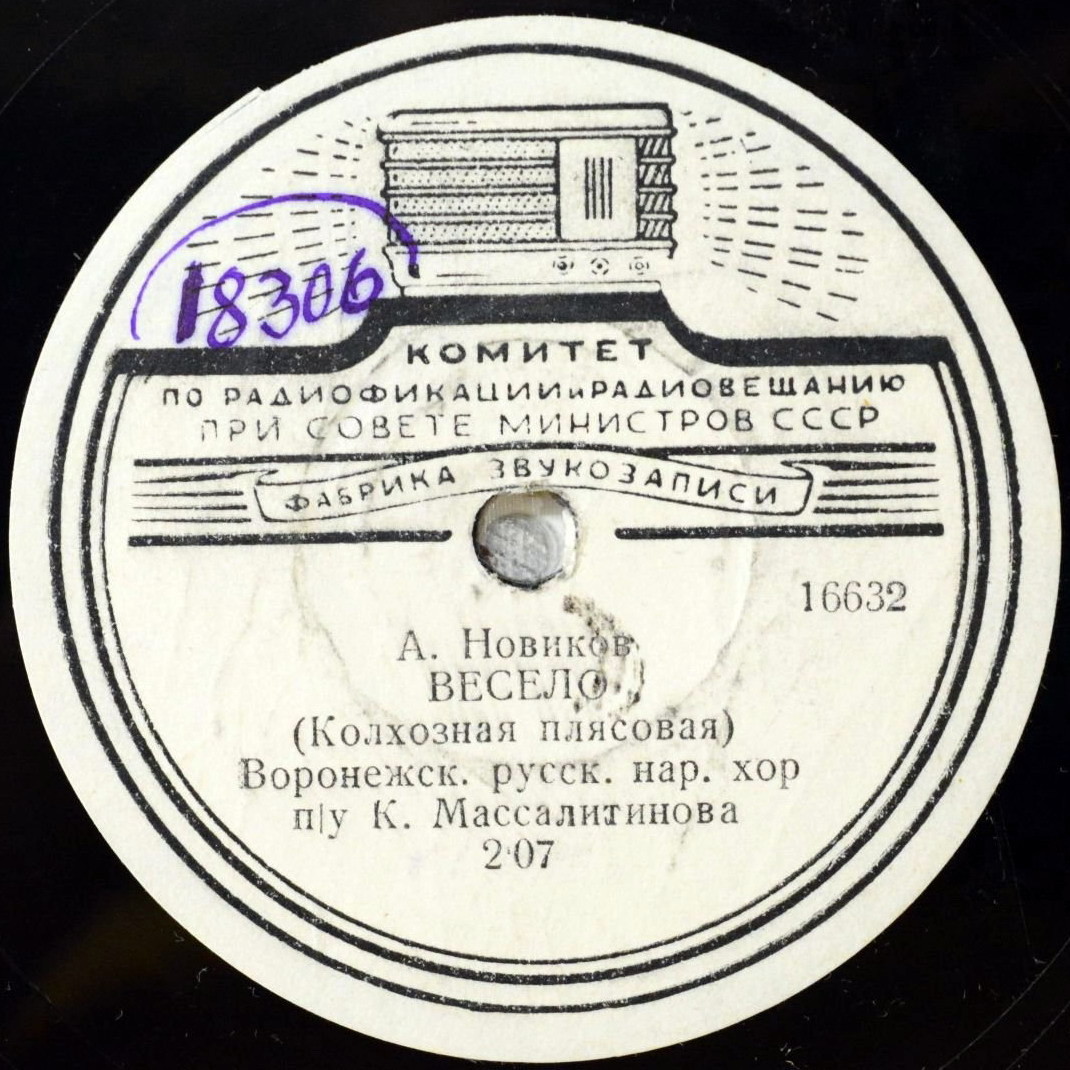 18306
КОМИТЕТ
ПО РАДИОФИКАЦИИ и РАДИОВЕЩАНИЮ
ПРИ СОВЕТЕ МИНИСТРОВ СССР
ФАБРИКА ЗВУКОЗАПИСИ
16632
А. Новиков
ВЕСЕЛО
(Колхозная плясовая)
Воронежск. русск. нар. хор
п/у К. Массалитинова
2·07